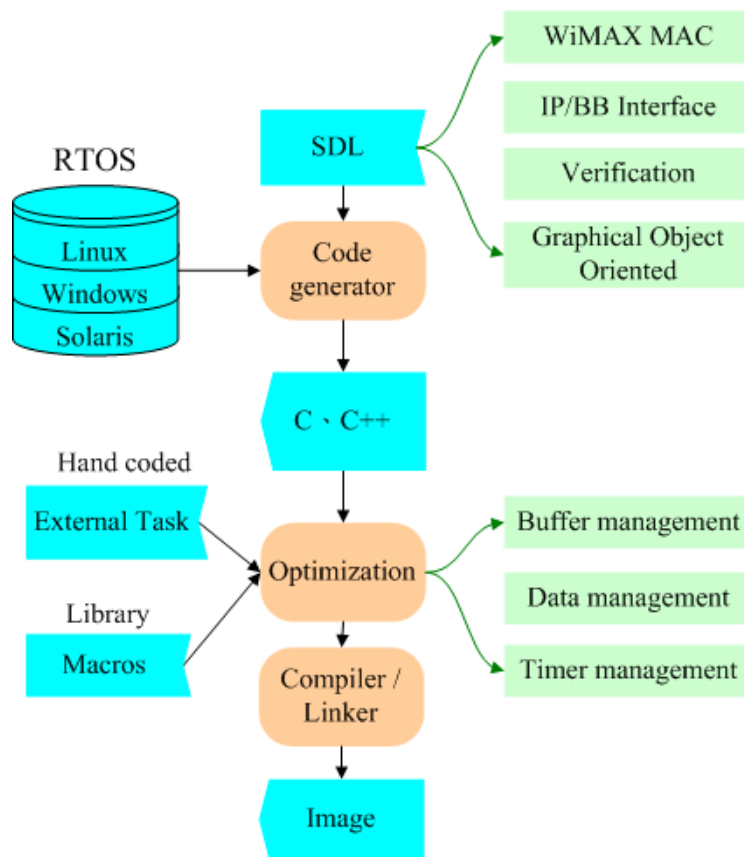 WiMAX MAC
IP/BB Interface
Verification
Graphical Object
Oriented
SDL
RTOS
Linux
Windows
Solaris
Code
generator
C、C++
Hand coded
External Task
Library
Macros
Optimization
Buffer management
Data management
Timer management
Compiler /
Linker
Image